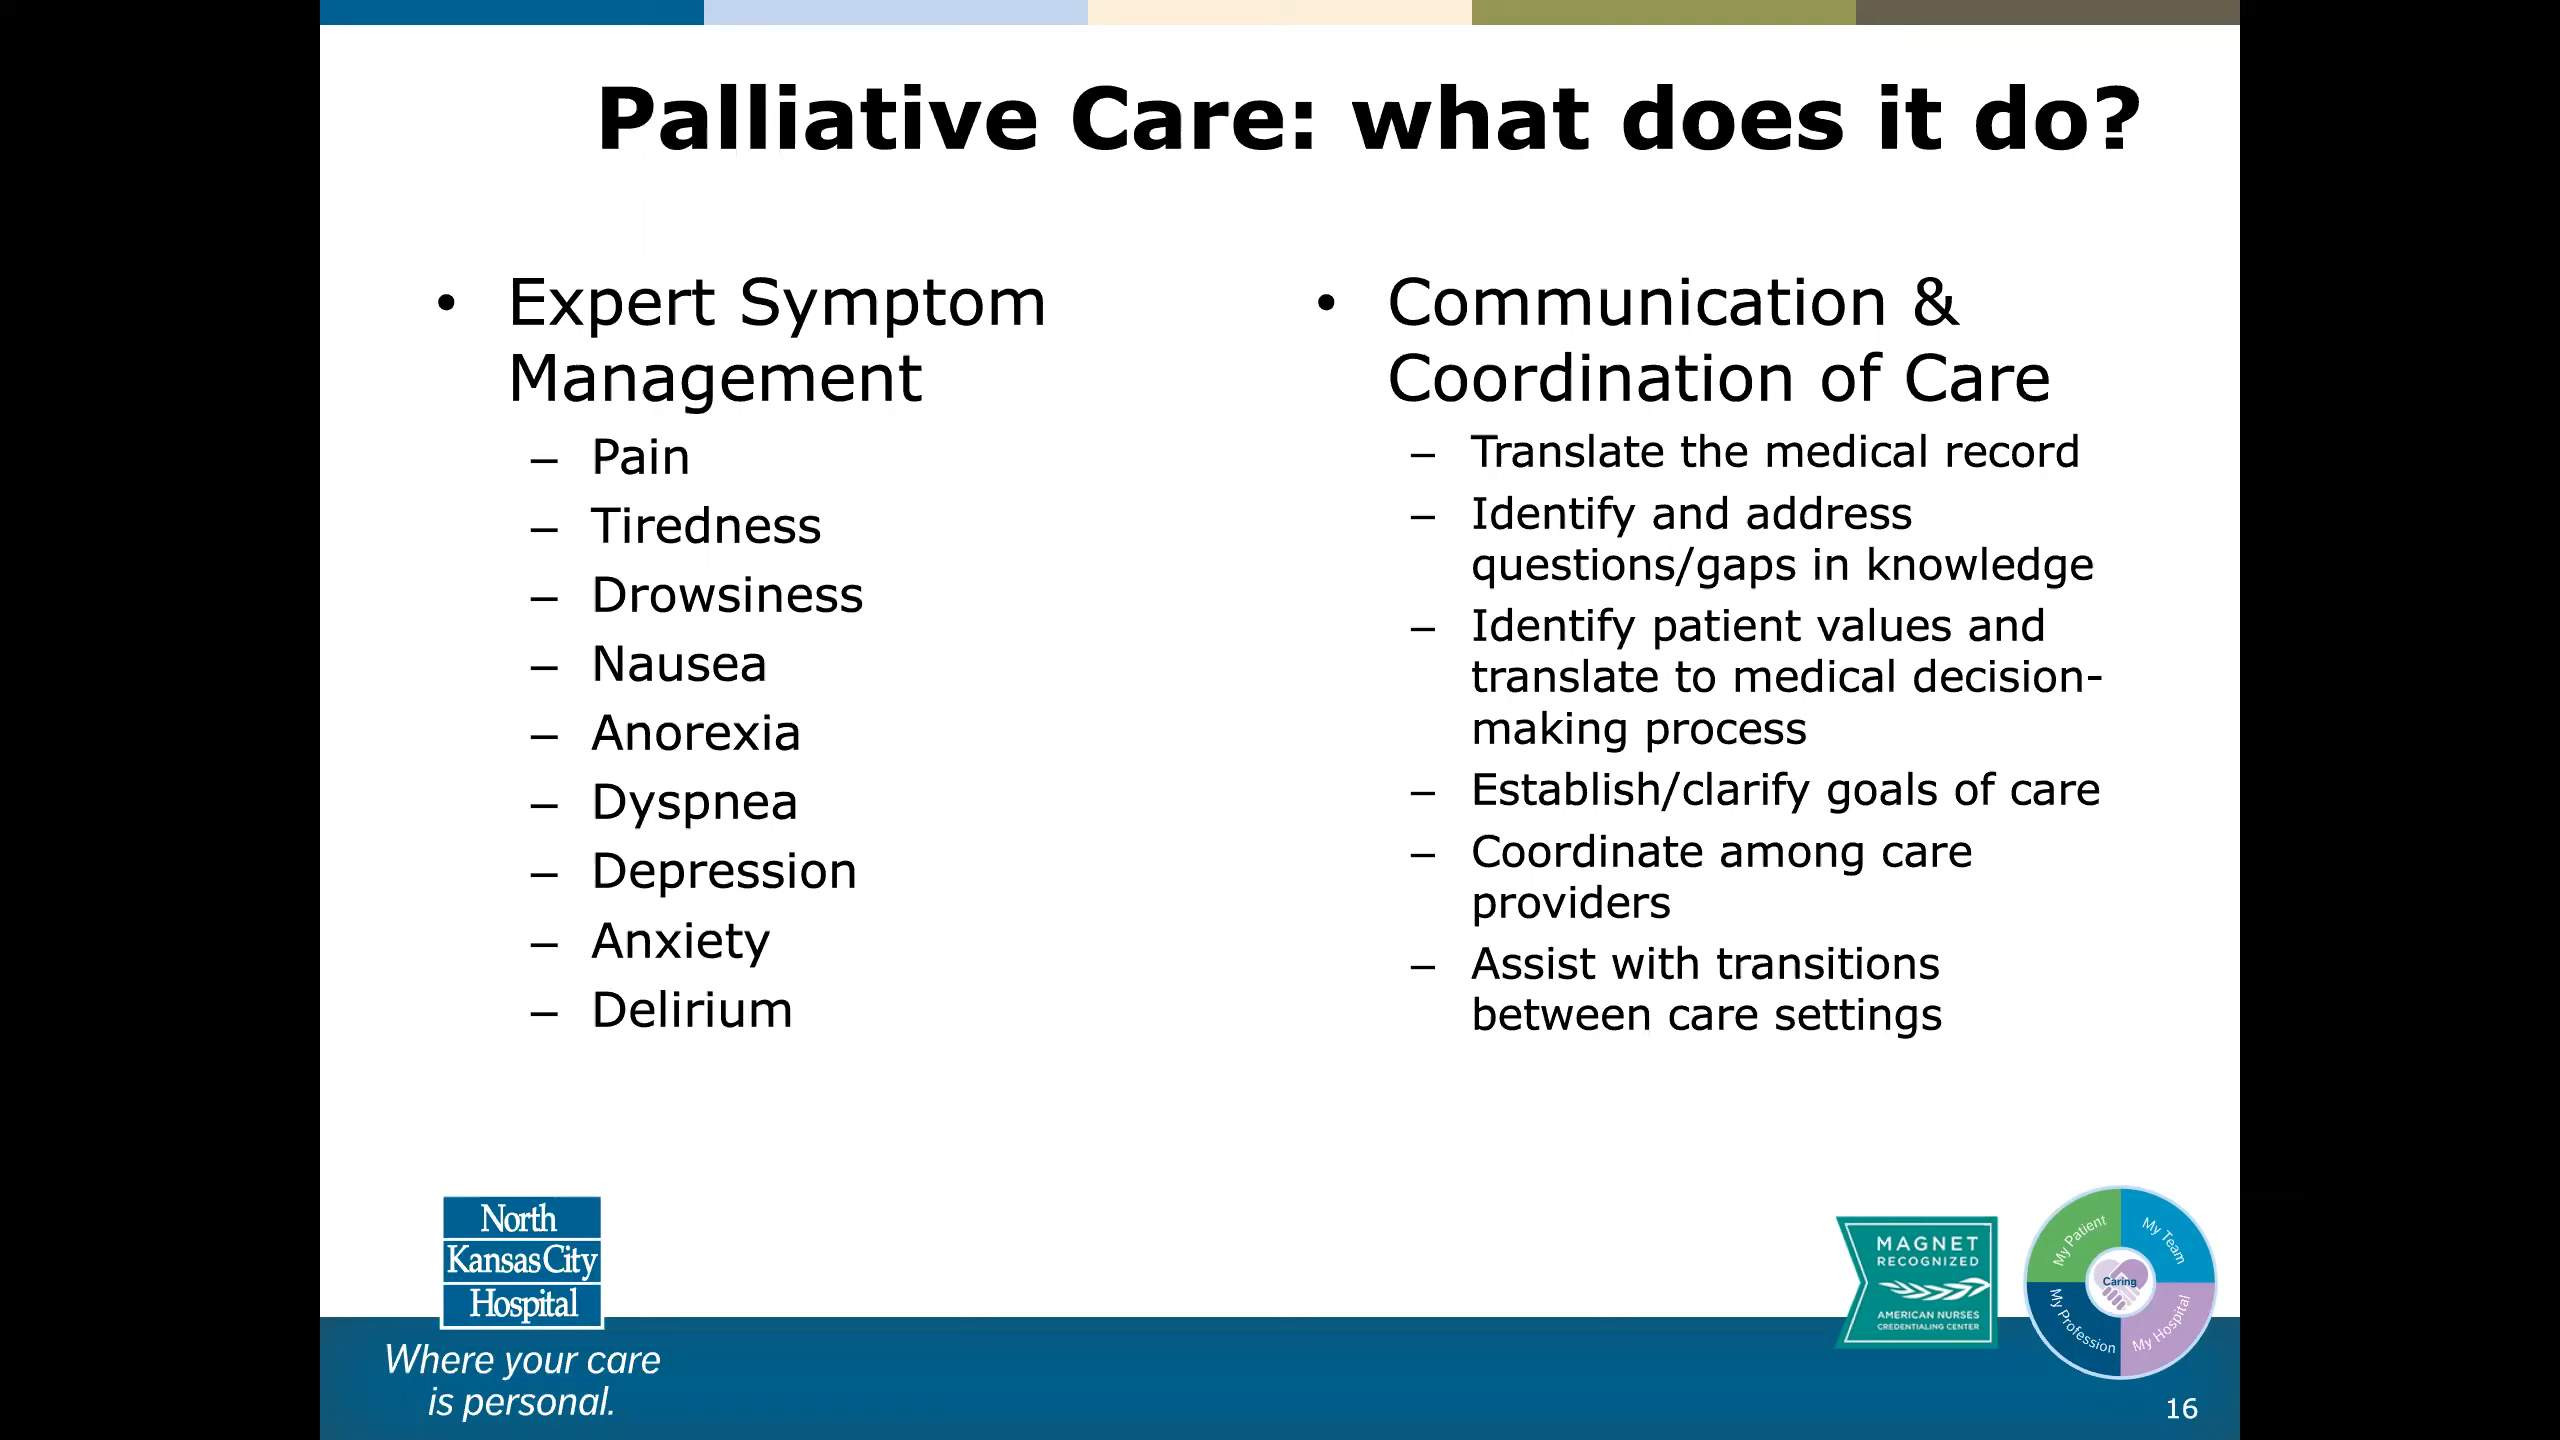 Palliative Care: what does it do?
• Expert Symptom
Management
– Pain
– Tiredness
– Drowsiness
– Nausea
– Anorexia
– Dyspnea
– Depression
– Anxiety
– Delirium
• Communication &
Coordination of Care
– Translate the medical record
– Identify and address
questions/gaps in knowledge
– Identify patient values and
translate to medical decision-
making process
– Establish/clarify goals of care
– Coordinate among care
providers
– Assist with transitions
between care settings
North
Kansas City
Hospital
Where your care
is personal.
MAGNET
RECOGNIZED
AMERICAN NURSES
CREDENTIALING CENTER
My Patient
My Team
Caring
My Profession
My Hospital
16